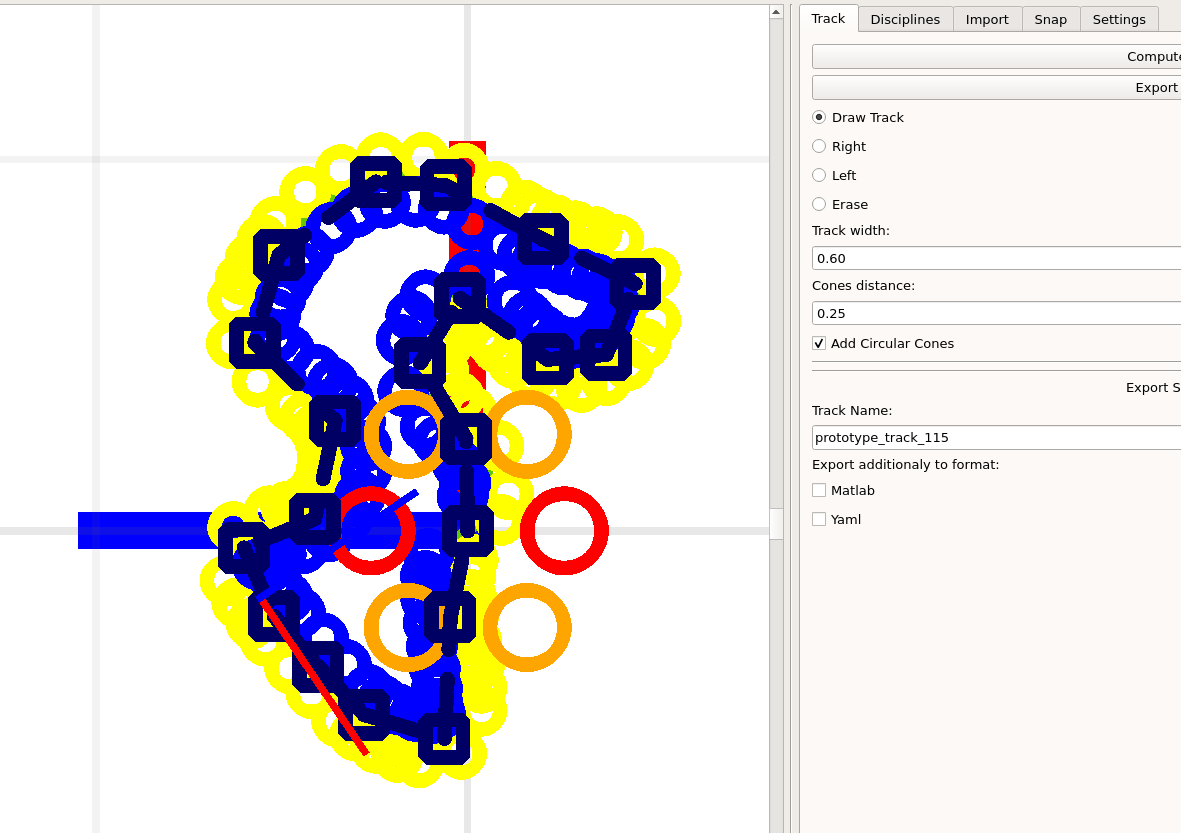 Track Disciplines Import Snap Settings
Compute
Export
Draw Track
Right
Left
Erase
Track width:
0.60
Cones distance:
0.25
Add Circular Cones
Export S
Track Name:
prototype_track_115
Export additionaly to format:
Matlab
Yaml